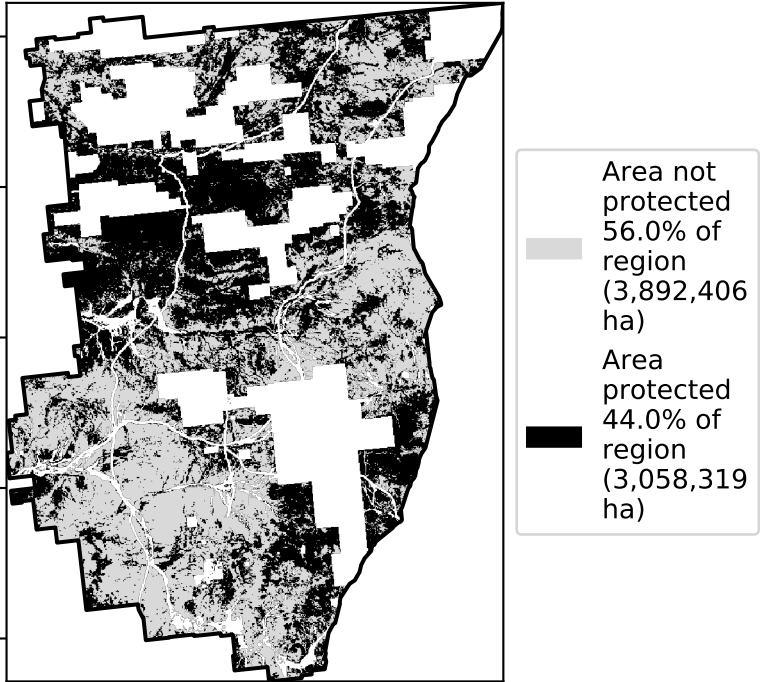 Area not
protected
56.0% of
region
(3,892,406
ha)
Area
protected
44.0% of
region
(3,058,319
ha)